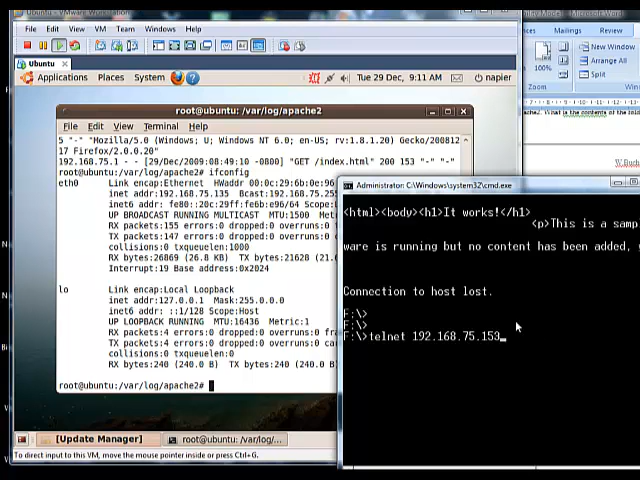 Ubuntu - VMware Workstation
File Edit View VM Team Windows Help
Ubuntu
Applications Places System Tue 29 Dec, 9:11 AM napier
root@ubuntu: /var/log/apache2
File Edit View Terminal Help
5 "-" "Mozilla/5.0 (Windows; U; Windows NT 6.0; en-US; rv:1.8.1.20) Gecko/200812
17 Firefox/2.0.0.20"
192.168.75.1 - - [29/Dec/2009:08:49:10 -0800] "GET /index.html" 200 153 "-" "-"
root@ubuntu:/var/log/apache2# ifconfig
eth0 Link encap:Ethernet HWaddr 00:0c:29:6b:0e:96
inet addr:192.168.75.135 Bcast:192.168.75.255
inet6 addr: fe80::20c:29ff:fe6b:e96/64 Scope:
UP BROADCAST RUNNING MULTICAST MTU:1500
RX packets:155 errors:0 dropped:0 overruns:0
TX packets:147 errors:0 dropped:0 overruns:0
collisions:0 txqueuelen:1000
RX bytes:26869 (26.8 KB) TX bytes:21628 (21.
Interrupt:19 Base address:0x2024
lo Link encap:Local Loopback
inet addr:127.0.0.1 Mask:255.0.0.0
inet6 addr: ::1/128 Scope:Host
UP LOOPBACK RUNNING MTU:16436 Metric:1
RX packets:4 errors:0 dropped:0 overruns:0 fra
TX packets:4 errors:0 dropped:0 overruns:0 car
collisions:0 txqueuelen:0
RX bytes:240 (240.0 B) TX bytes:240 (240.0 B)
root@ubuntu:/var/log/apache2#
[Update Manager] root@ubuntu: /var/log/...
To direct input to this VM, move the mouse pointer inside or press Ctrl+G.
Review View
100%
New Window
Arrange All
Split
Administrator: C:\Windows\system32\cmd.exe
<html><body><h1>It works!</h1>
<p>This is a samp
ware is running but no content has been added,
Connection to host lost.
F:\>
F:\>
F:\>telnet 192.168.75.153